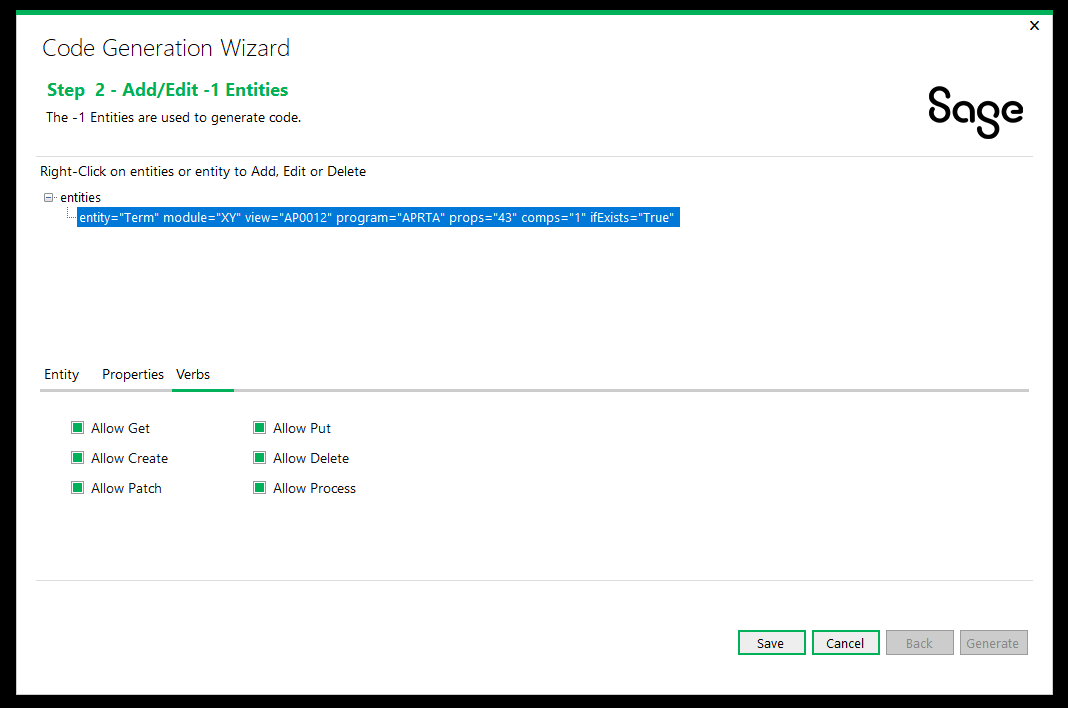 Code Generation Wizard
Step  2 - Add/Edit -1 Entities
The -1 Entities are used to generate code.
Sage
Right-Click on entities or entity to Add, Edit or Delete
entities
entity="Term" module="XY" view="AP0012" program="APRTA" props="43" comps="1" ifExists="True"
Entity Properties Verbs
Allow Get Allow Put
Allow Create Allow Delete
Allow Patch Allow Process
Save Cancel Back Generate